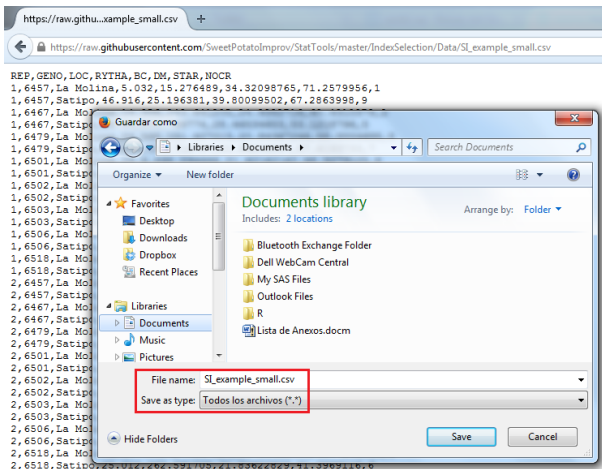 https://raw.githu...xample_small.csv
https://raw.githubusercontent.com/SweetPotatoImprov/StatTools/master/IndexSelection/Data/SI_example_small.csv
REP,GENO,LOC,RYTHA,BC,DM,STAR,NOCR
1,6457,La Molina,5.032,15.276489,34.32098765,71.2579956,1
1,6457,Satipo,46.916,25.196381,39.80099502,67.2863998,9
1,6467,La Mo
1,6467,Satipo
1,6479,La Mo
1,6479,Satipo
1,6501,La Mo
1,6501,Satip
1,6502,La Mo
1,6502,Satip
1,6503,La Mo
1,6503,Satip
1,6506,La Mo
1,6506,Satip
1,6518,La Mo
1,6518,Satip
2,6457,La Mo
2,6457,Satip
2,6467,La Mo
2,6467,Satip
2,6479,La Mo
2,6479,Satip
2,6501,La Mo
2,6501,Satip
2,6502,La Mo
2,6502,Satip
2,6503,La Mo
2,6503,Satip
2,6506,La Mo
2,6506,Satip
2,6518,La Mo
2,6518,Satipo
Guardar como
Libraries
Documents
Search Documents
Organize
New folder
Favorites
Desktop
Downloads
Dropbox
Recent Places
Libraries
Documents
Music
Pictures
Documents library
Includes: 2 locations
Arrange by: Folder
Bluetooth Exchange Folder
Dell WebCam Central
My SAS Files
Outlook Files
R
Lista de Anexos.docm
File name: SI_example_small.csv
Save as type: Todos los archivos (*.*)
Hide Folders
Save
Cancel